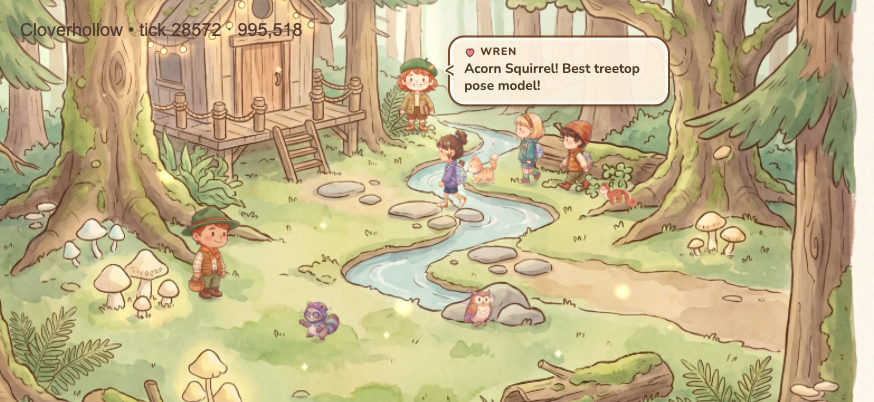 Cloverhollow • tick 28572 · 995,518
WREN
Acorn Squirrel! Best treetop
pose model!